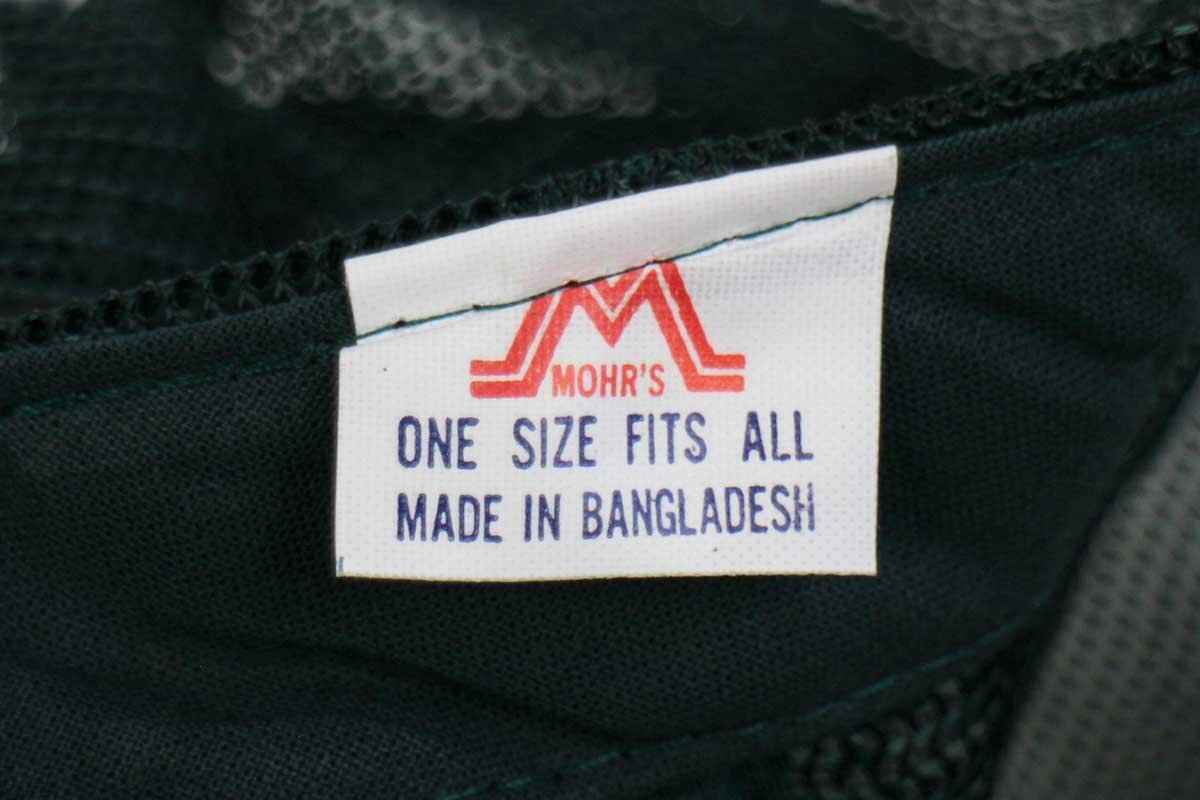 MOHR'S
ONE SIZE FITS ALL
MADE IN BANGLADESH